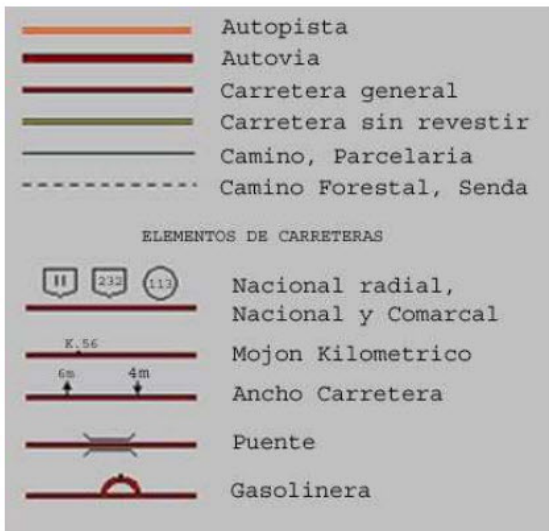 Autopista
Autovia
Carretera general
Carretera sin revestir
Camino, Parcelaria
Camino Forestal, Senda
ELEMENTOS DE CARRETERAS
II 232 113
Nacional radial,
Nacional y Comarcal
K.56
Mojon Kilometrico
6m 4m
Ancho Carretera
Puente
Gasolinera